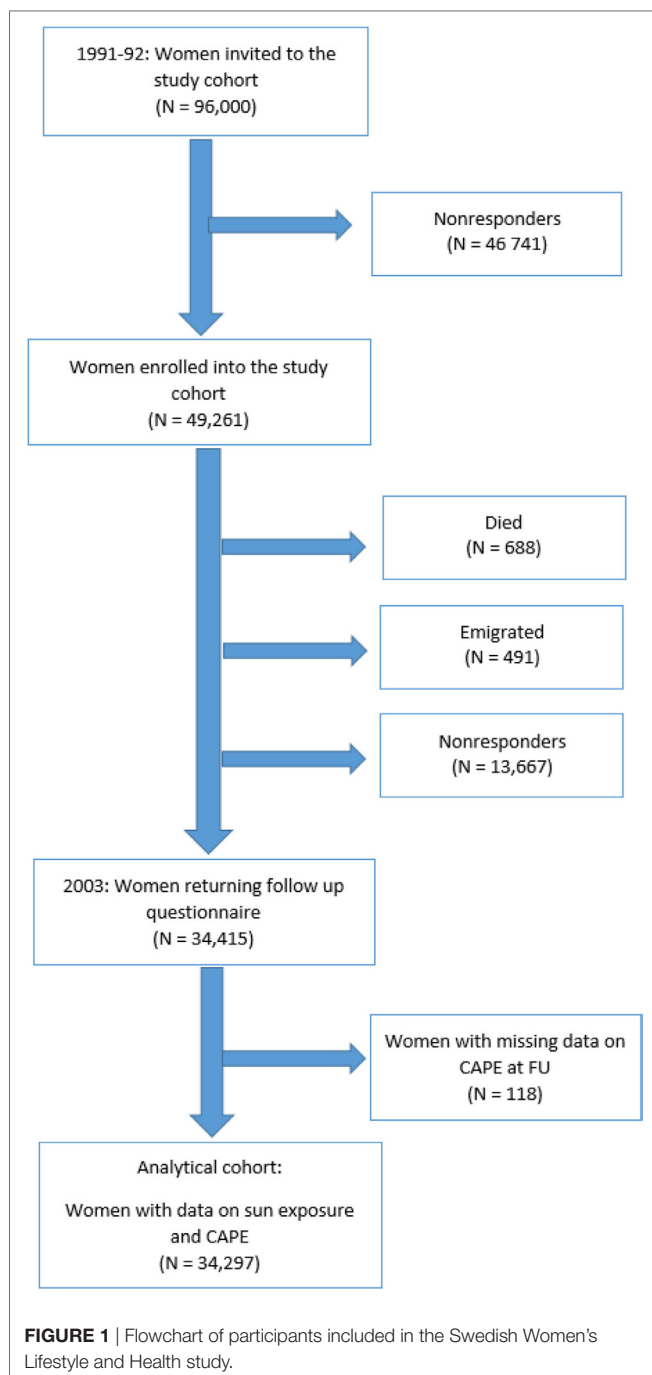 1991-92: Women invited to the
study cohort
(N = 96,000)
Nonresponders
(N = 46 741)
Women enrolled into the study
cohort
(N = 49,261)
Died
(N = 688)
Emigrated
(N = 491)
Nonresponders
(N = 13,667)
2003: Women returning follow up
questionnaire
(N = 34,415)
Women with missing data on
CAPE at FU
(N = 118)
Analytical cohort:
Women with data on sun exposure
and CAPE
(N = 34,297)
FIGURE 1 | Flowchart of participants included in the Swedish Women’s
Lifestyle and Health study.